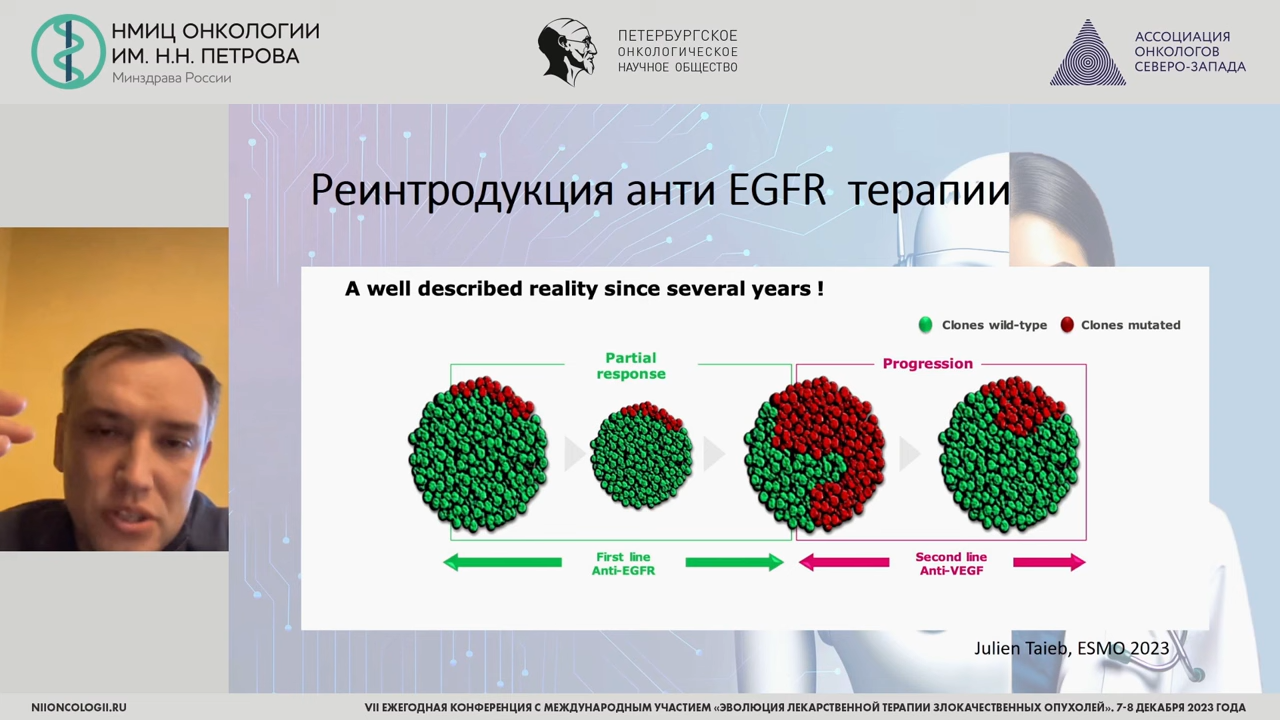 НМИЦ ОНКОЛОГИИ
ИМ. Н.Н. ПЕТРОВА
Минздрава России
ПЕТЕРБУРГСКОЕ
ОНКОЛОГИЧЕСКОЕ
НАУЧНОЕ ОБЩЕСТВО
АССОЦИАЦИЯ
ОНКОЛОГОВ
СЕВЕРО-ЗАПАДА
Реинтродукция анти EGFR терапии
A well described reality since several years !
Clones wild-type
Clones mutated
Partial
response
Progression
First line
Anti-EGFR
Second line
Anti-VEGF
Julien Taieb, ESMO 2023
NIIONCOLOGII.RU
VII ЕЖЕГОДНАЯ КОНФЕРЕНЦИЯ С МЕЖДУНАРОДНЫМ УЧАСТИЕМ «ЭВОЛЮЦИЯ ЛЕКАРСТВЕННОЙ ТЕРАПИИ ЗЛОКАЧЕСТВЕННЫХ ОПУХОЛЕЙ». 7-8 ДЕКАБРЯ 2023 ГОДА